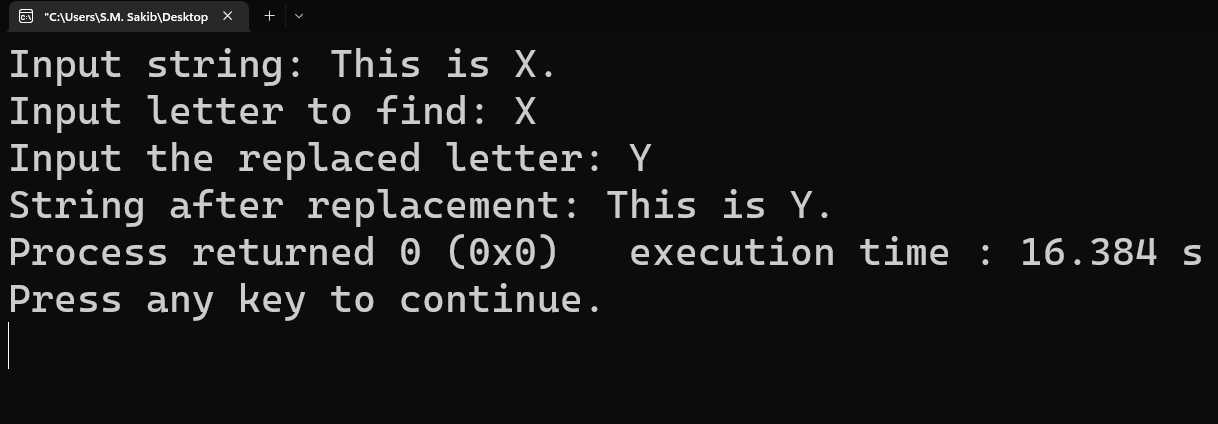 "C:\Users\S.M. Sakib\Desktop
Input string: This is X.
Input letter to find: X
Input the replaced letter: Y
String after replacement: This is Y.
Process returned 0 (0x0)   execution time : 16.384 s
Press any key to continue.